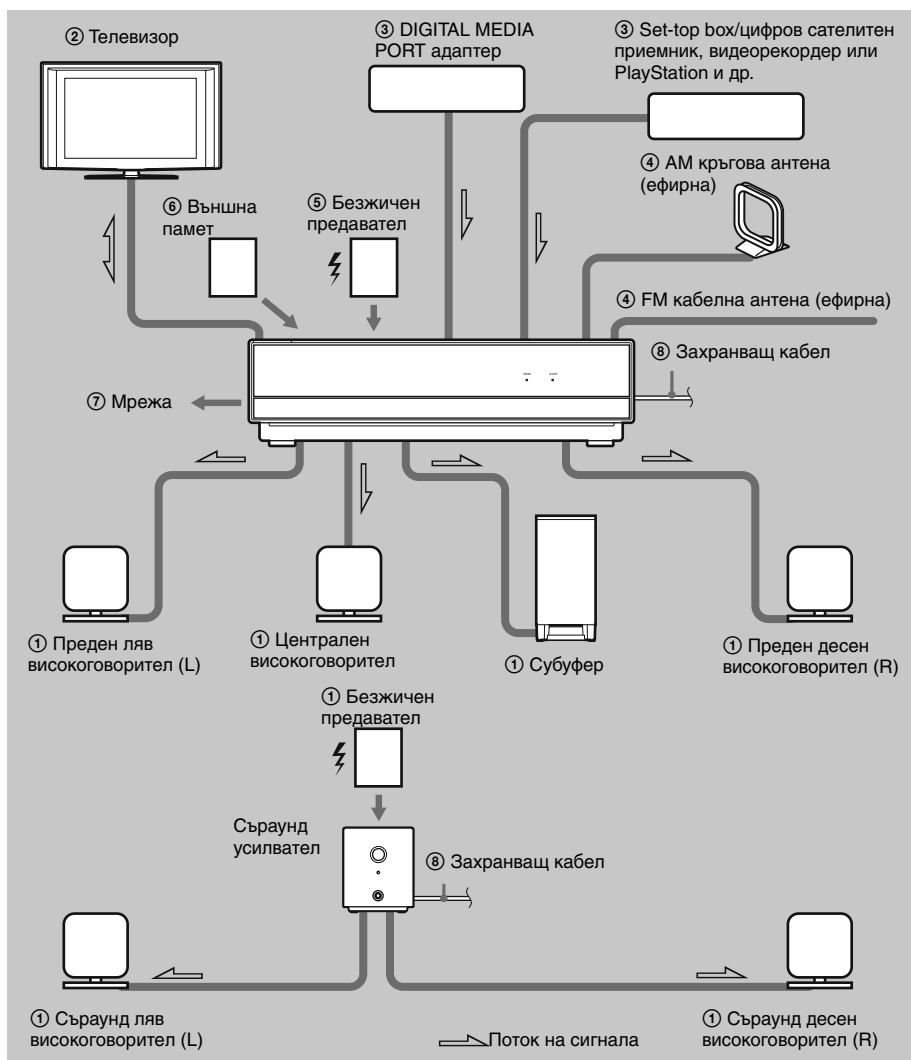 ② Телевизор
③ DIGITAL MEDIA
PORT адаптер
③ Set-top box/цифров сателитен
приемник, видеорекордер или
PlayStation и др.
④ AM кръгова антена
(ефирна)
⑥ Външна
памет
⑤ Безжичен
предавател
④ FM кабелна антена (ефирна)
⑧ Захранващ кабел
⑦ Мрежа
① Преден ляв
високоговорител (L)
① Централен
високоговорител
① Субуфер
① Преден десен
високоговорител (R)
① Безжичен
предавател
Съраунд
усилвател
⑧ Захранващ кабел
① Съраунд ляв
високоговорител (L)
Поток на сигнала
① Съраунд десен
високоговорител (R)